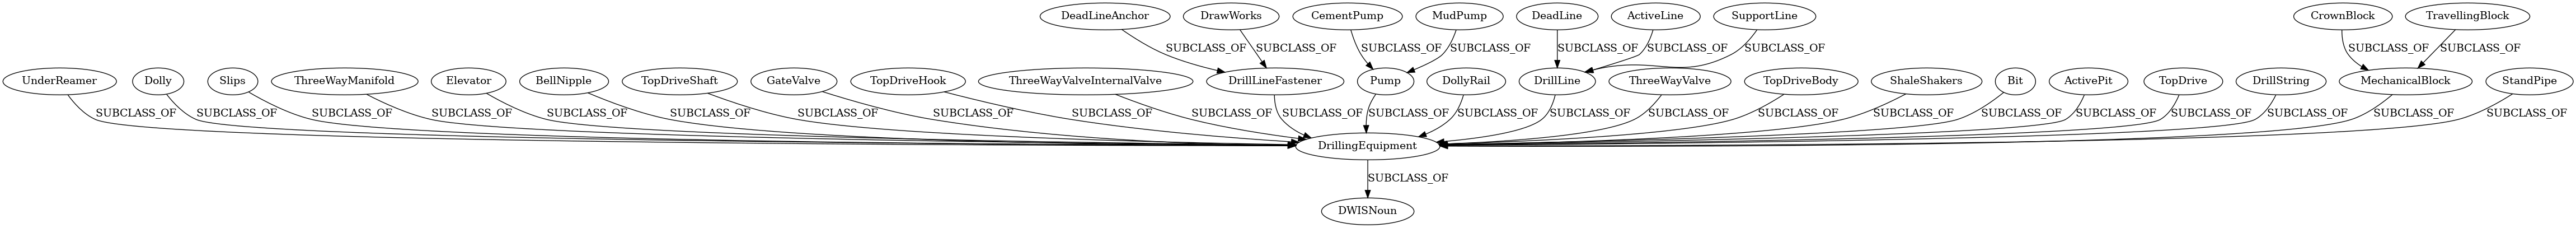 DeadLineAnchor DrawWorks CementPump MudPump DeadLine ActiveLine SupportLine CrownBlock TravellingBlock
SUBCLASS_OF SUBCLASS_OF SUBCLASS_OF SUBCLASS_OF SUBCLASS_OF SUBCLASS_OF SUBCLASS_OF SUBCLASS_OF SUBCLASS_OF
UnderReamer Dolly Slips ThreeWayManifold Elevator BellNipple TopDriveShaft GateValve TopDriveHook ThreeWayValveInternalValve DrillLineFastener Pump DollyRail DrillLine ThreeWayValve TopDriveBody ShaleShakers Bit ActivePit TopDrive DrillString MechanicalBlock StandPipe
SUBCLASS_OF SUBCLASS_OF SUBCLASS_OF SUBCLASS_OF SUBCLASS_OF SUBCLASS_OF SUBCLASS_OF SUBCLASS_OF SUBCLASS_OF SUBCLASS_OF SUBCLASS_OF SUBCLASS_OF SUBCLASS_OF SUBCLASS_OF SUBCLASS_OF SUBCLASS_OF SUBCLASS_OF SUBCLASS_OF SUBCLASS_OF SUBCLASS_OF SUBCLASS_OF SUBCLASS_OF SUBCLASS_OF
DrillingEquipment
SUBCLASS_OF
DWISNoun